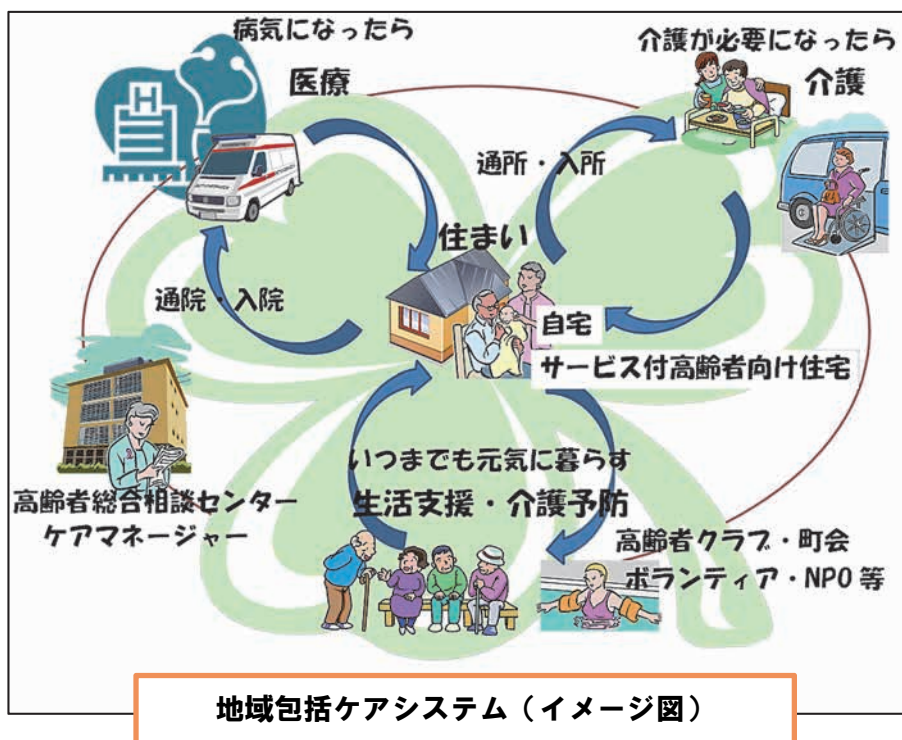 病気になったら
医療
介護が必要になったら
介護
H
通所・入所
住まい
通院・入院
自宅
サービス付高齢者向け住宅
いつまでも元気に暮らす
生活支援・介護予防
高齢者総合相談センター
ケアマネージャー
高齢者クラブ・町会
ボランティア・NPO 等
地域包括ケアシステム（イメージ図）